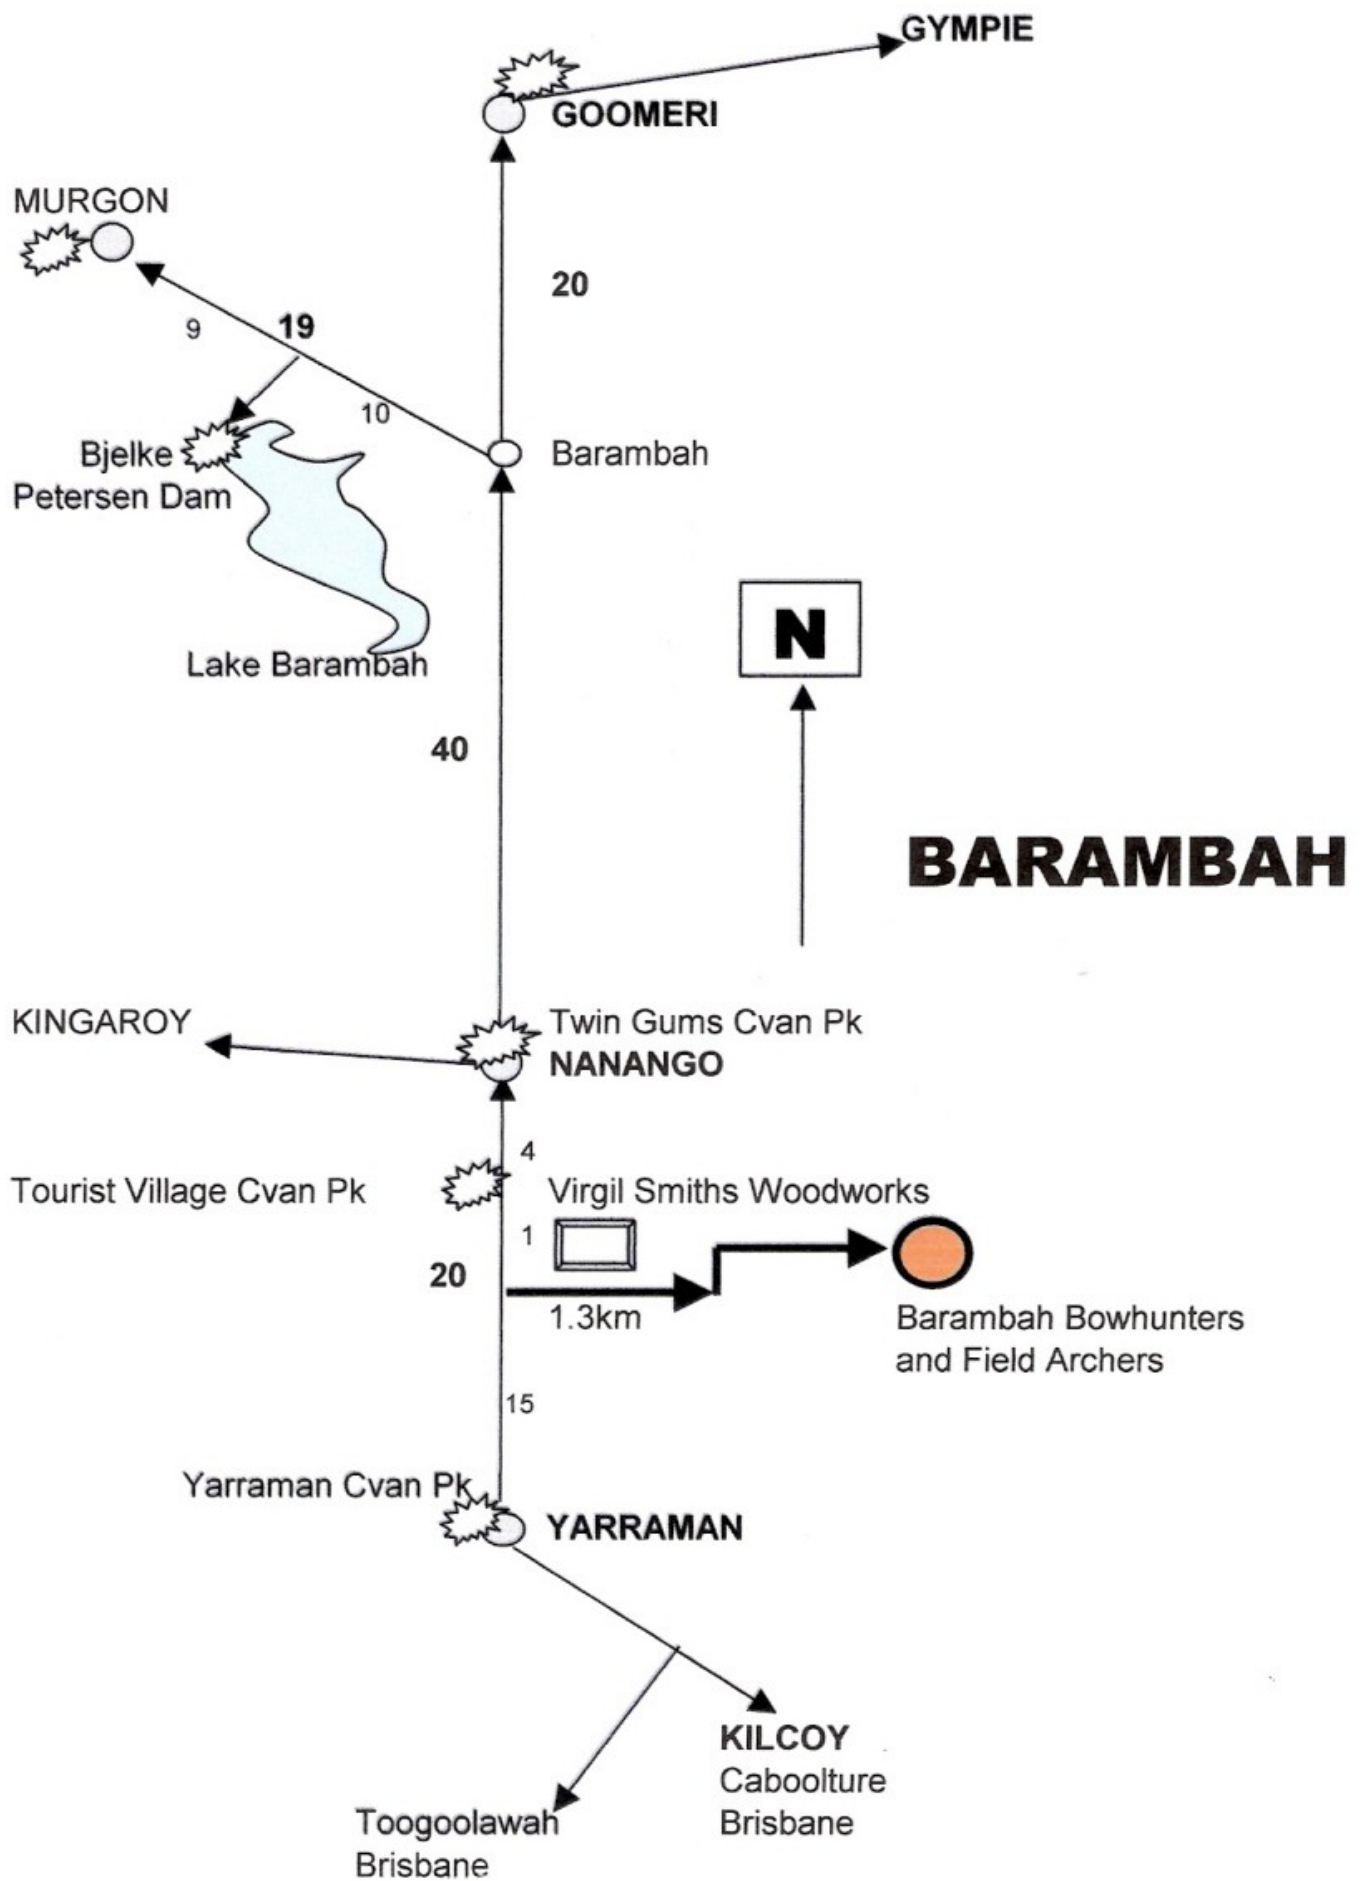 GYMPIE
GOOMERI
MURGON
20
9
19
10
Bjelke
Petersen Dam
Barambah
N
Lake Barambah
40
BARAMBAH
KINGAROY
Twin Gums Cvan Pk
NANANGO
4
Tourist Village Cvan Pk
Virgil Smiths Woodworks
1
20
1.3km
Barambah Bowhunters
and Field Archers
15
Yarraman Cvan Pk
YARRAMAN
KILCOY
Caboolture
Brisbane
Toogoolawah
Brisbane